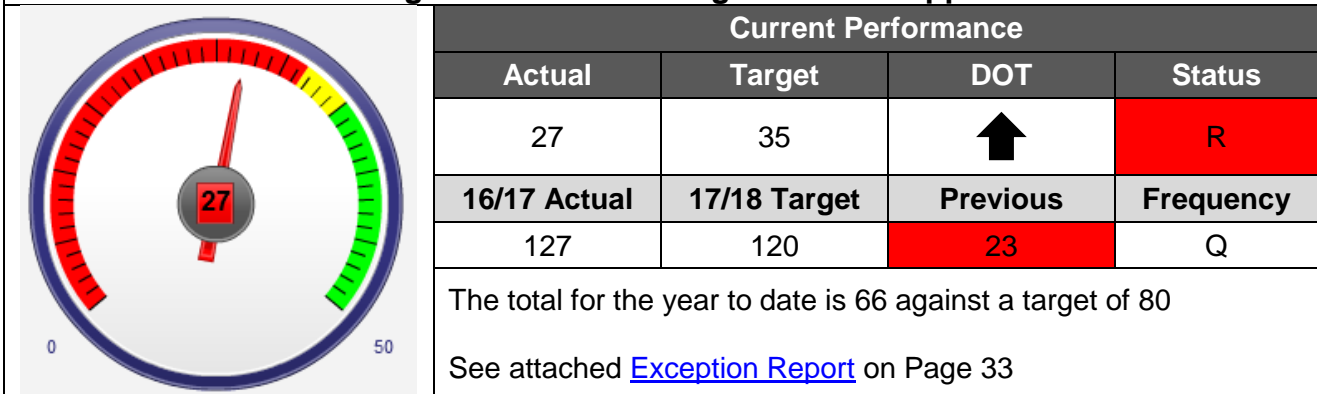 Current Performance
Actual Target DOT Status
27 35 R
16/17 Actual 17/18 Target Previous Frequency
127 120 23 Q
The total for the year to date is 66 against a target of 80
See attached Exception Report on Page 33
27
0 50